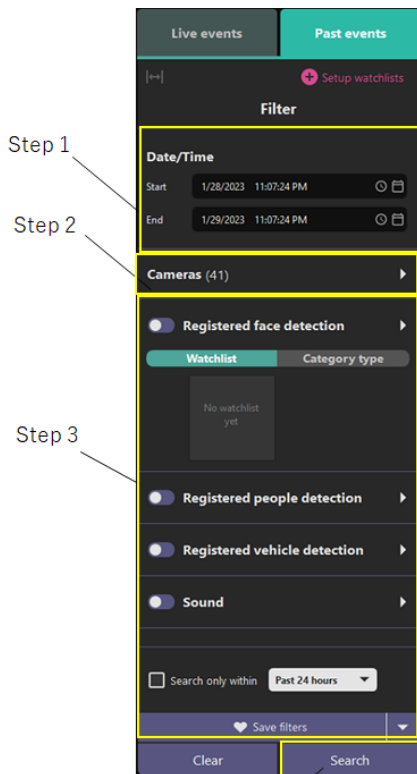 Live events
Past events
Setup watchlists
Filter
Step 1
Date/Time
Start 1/28/2023 11:07:24 PM
End 1/29/2023 11:07:24 PM
Step 2
Cameras (41)
Registered face detection
Watchlist
Category type
No watchlist
yet
Step 3
Registered people detection
Registered vehicle detection
Sound
Search only within
Past 24 hours
Save filters
Clear
Search